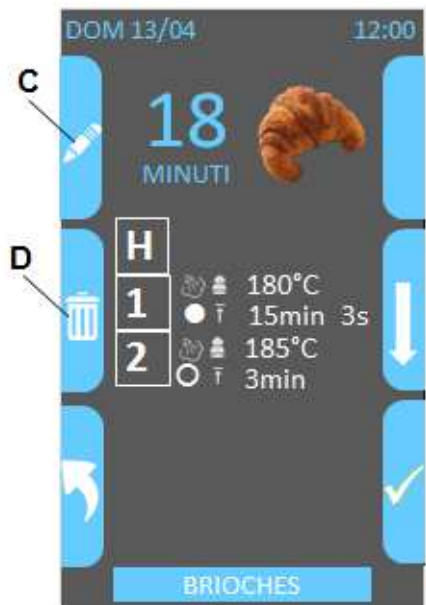 DOM 13/04 12:00
C
18
MINUTI
H
D
1 180°C
15min 3s
2 185°C
3min
BRIOCHES